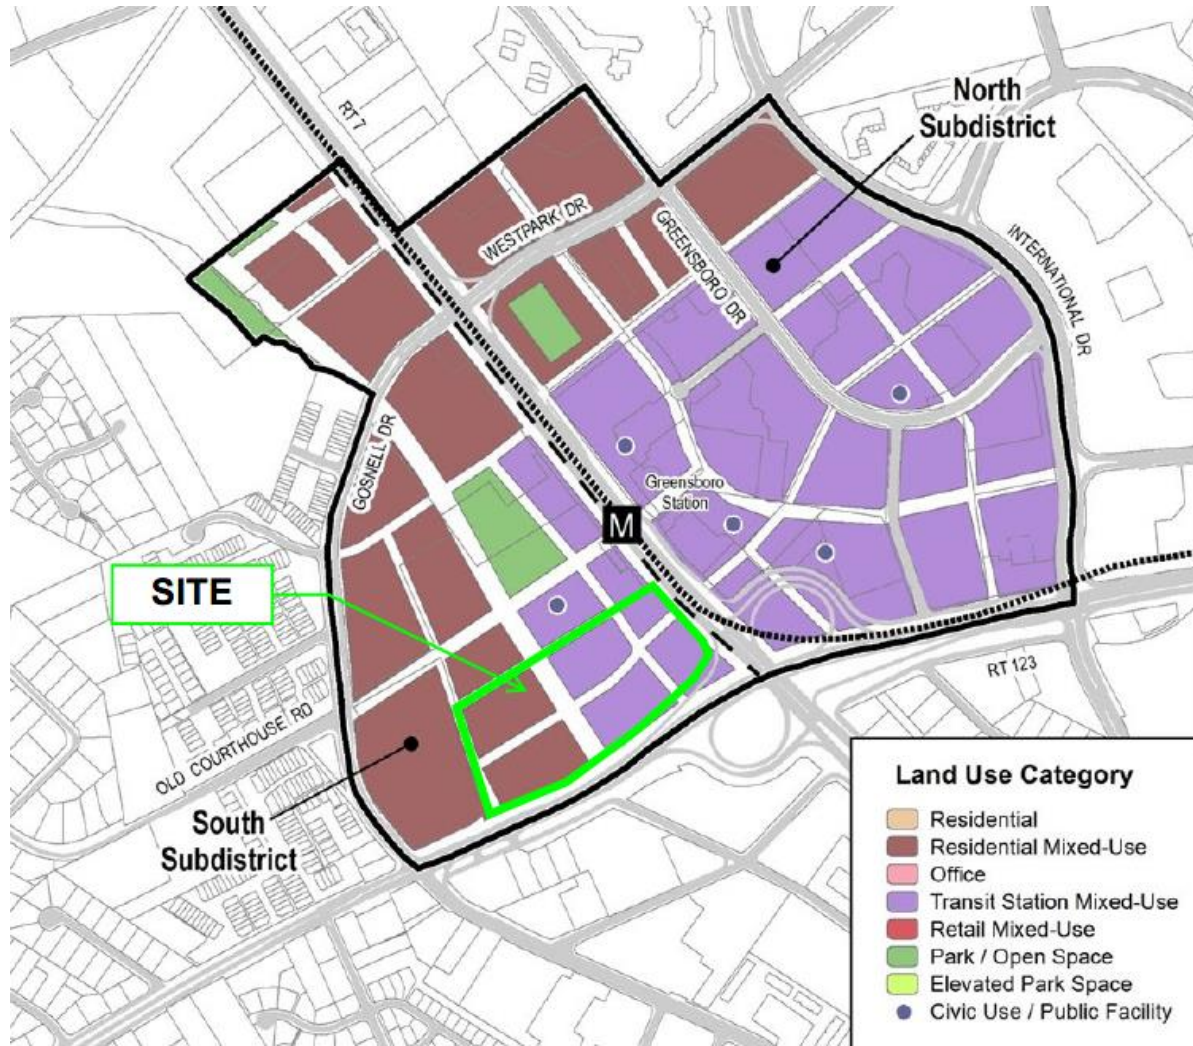 North
Subdistrict
RT 7
WESTPARK DR
GREENSBORO DR
INTERNATIONAL DR
GOSNELL DR
Greensboro
Station
M
SITE
RT 123
OLD COURTHOUSE RD
South
Subdistrict
Land Use Category
Residential
Residential Mixed-Use
Office
Transit Station Mixed-Use
Retail Mixed-Use
Park / Open Space
Elevated Park Space
Civic Use / Public Facility